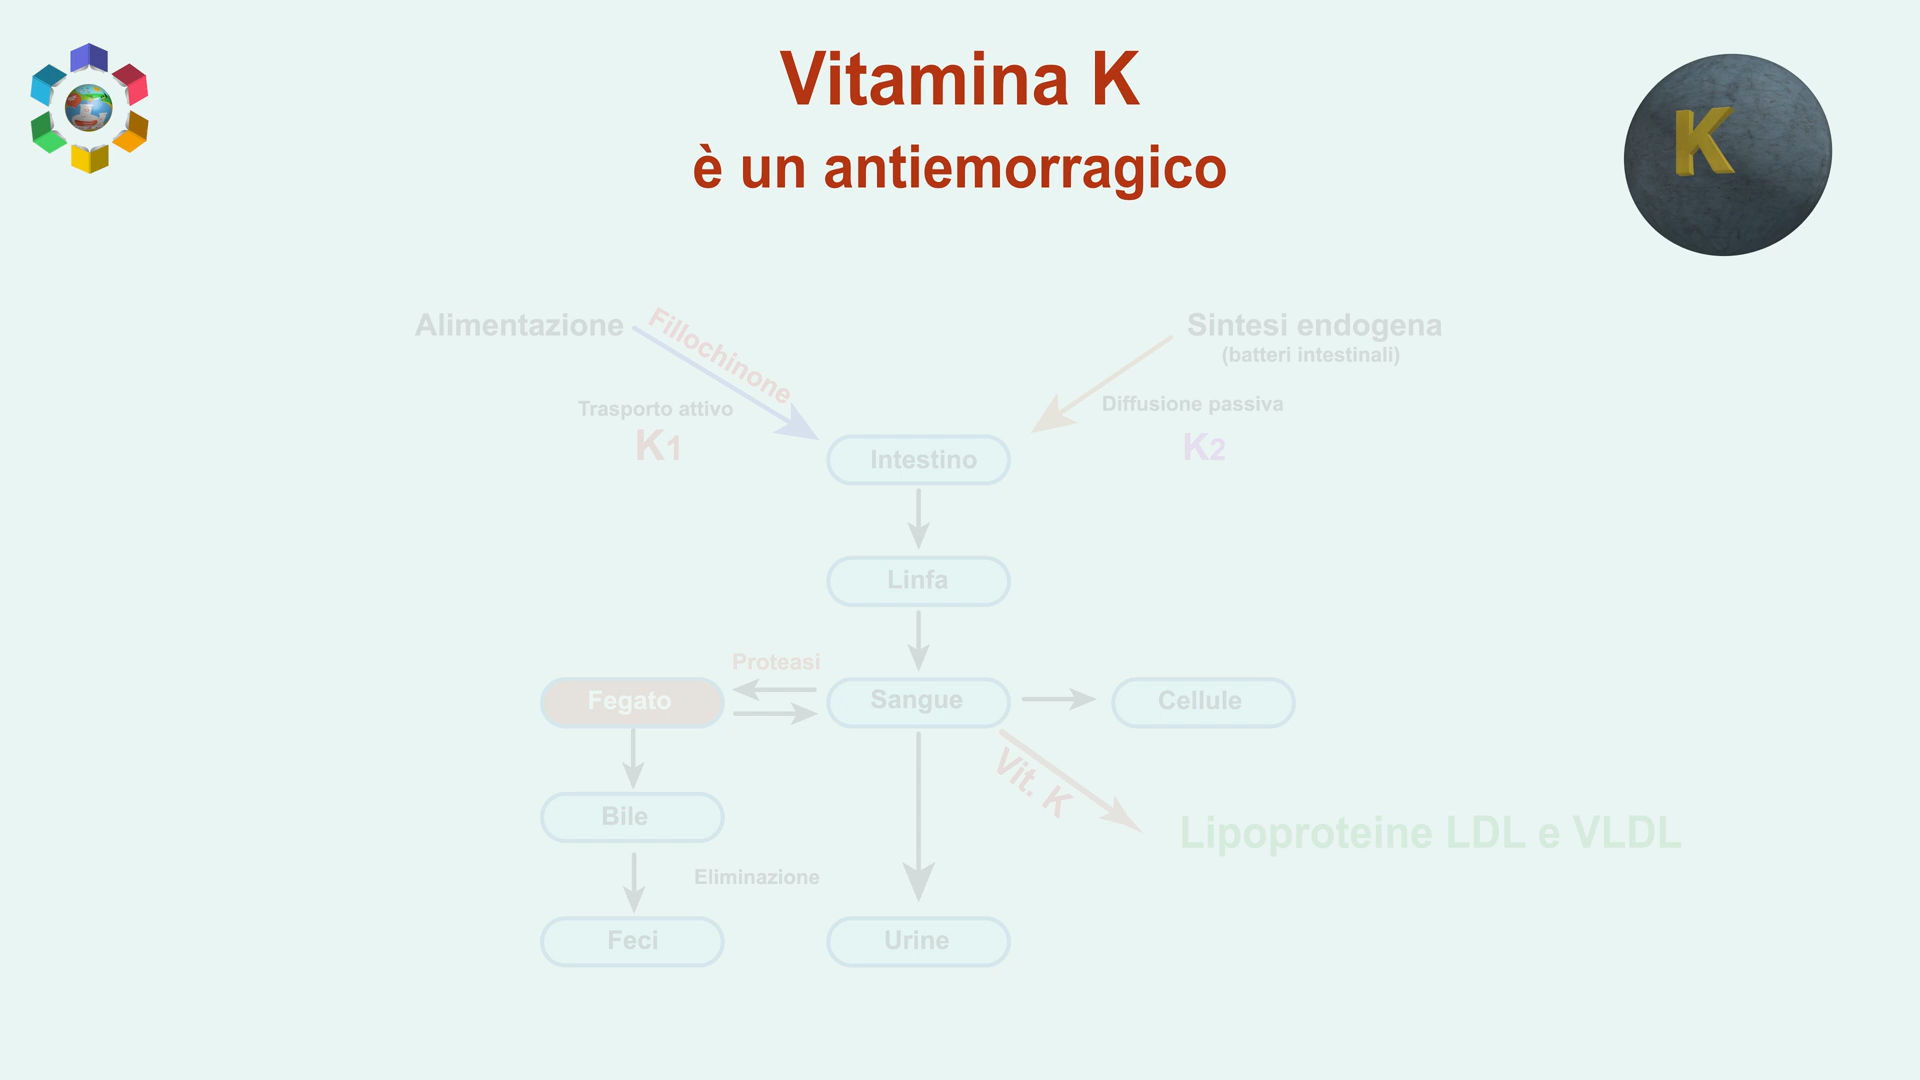 Vitamina K
è un antiemorragico
K
Alimentazione
Fillochinone
Sintesi endogena
(batteri intestinali)
Trasporto attivo
K1
Diffusione passiva
K2
Intestino
Linfa
Proteasi
Fegato
Sangue
Cellule
Vit. K
Bile
Lipoproteine LDL e VLDL
Eliminazione
Feci
Urine